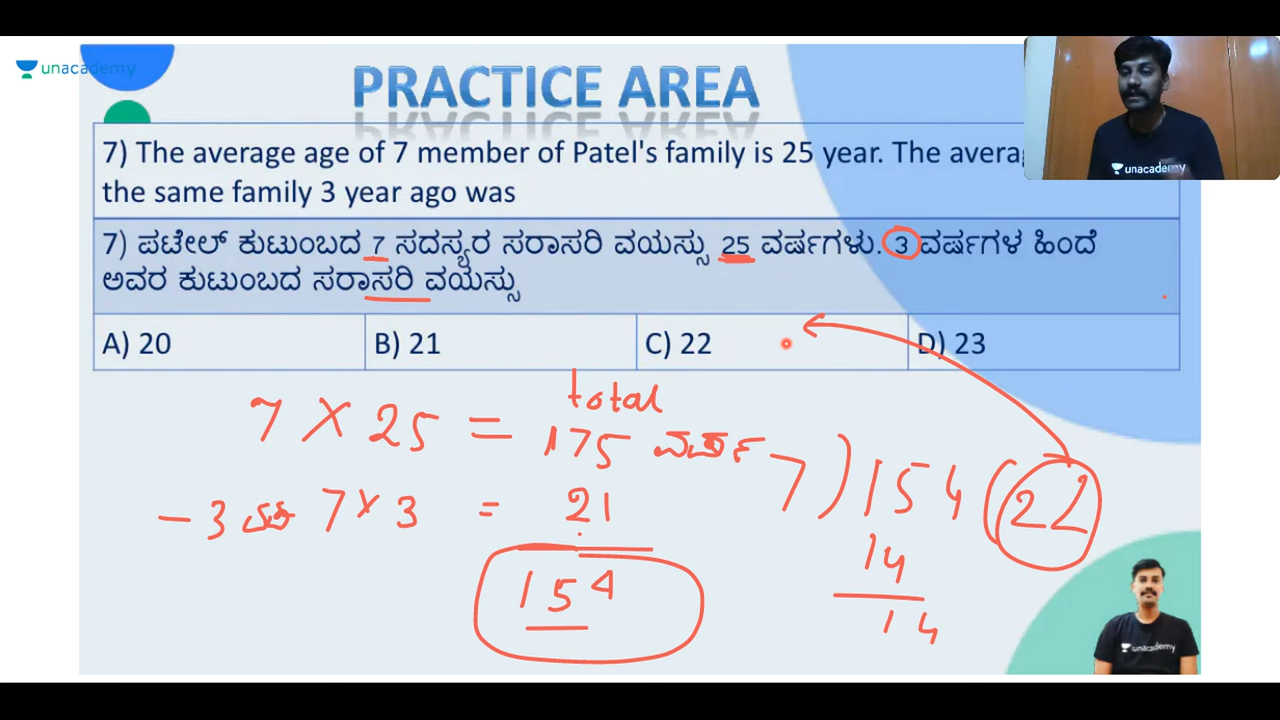 unacademy
PRACTICE AREA
7) The average age of 7 member of Patel's family is 25 year. The avera
the same family 3 year ago was
7) ಪಟೇಲ್ ಕುಟುಂಬದ 7 ಸದಸ್ಯರ ಸರಾಸರಿ ವಯಸ್ಸು 25 ವರ್ಷಗಳು. 3 ವರ್ಷಗಳ ಹಿಂದೆ
ಅವರ ಕುಟುಂಬದ ಸರಾಸರಿ ವಯಸ್ಸು
A) 20 B) 21 C) 22 D) 23
total
7 X 25 = 175 ವರ್ಷ
- 3 7 x 3 = 21
154
7 ) 154 ( 22
14
14
unacademy
unacademy